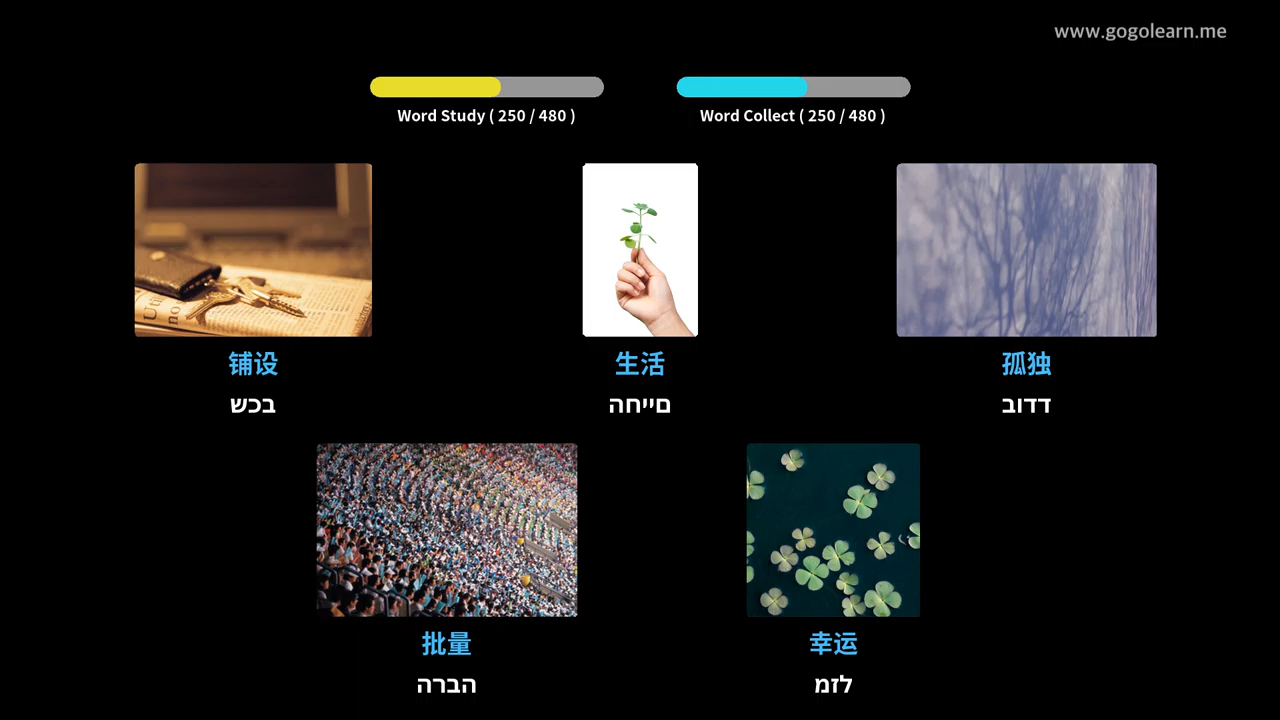 www.gogolearn.me
Word Study ( 250 / 480 )
Word Collect ( 250 / 480 )
铺设
בכש
生活
םייחה
孤独
דדוב
批量
הברה
幸运
לזמ